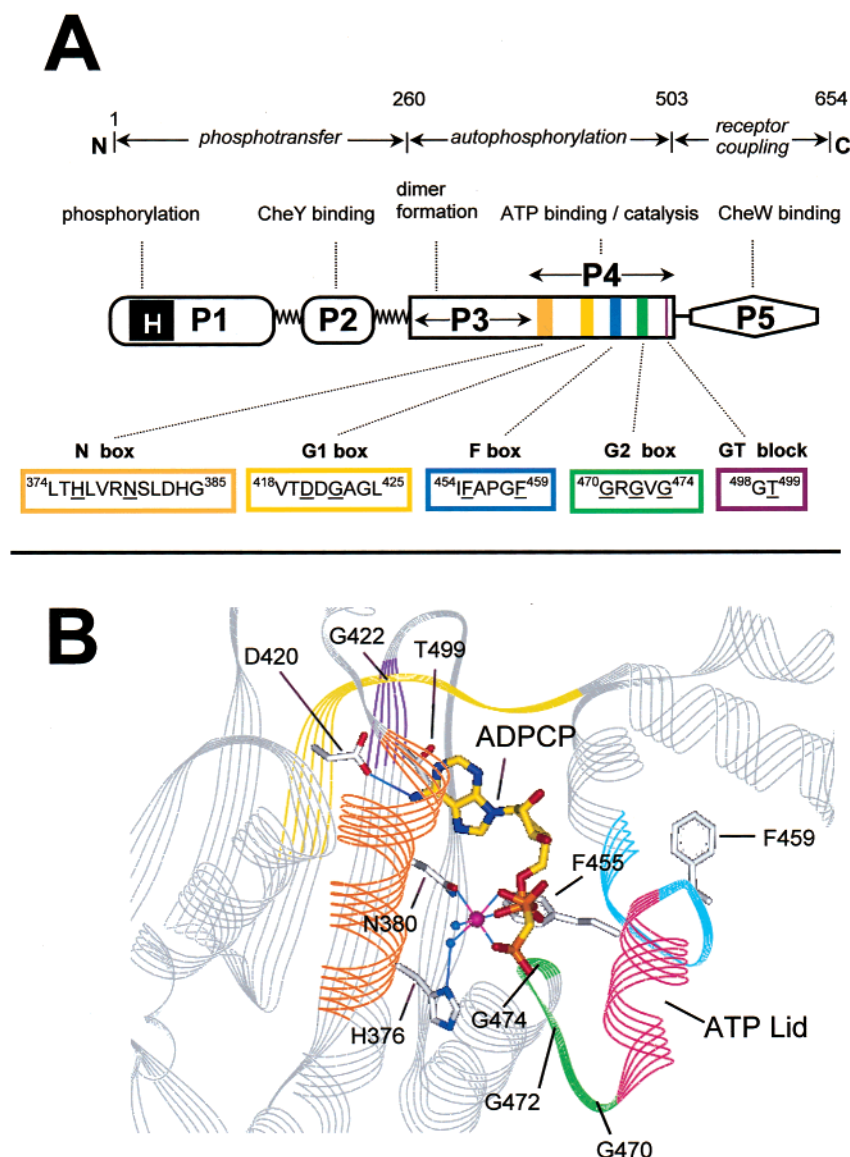 A
1 260 503 654
N phosphotransfer autophosphorylation receptor coupling C
phosphorylation CheY binding dimer formation ATP binding / catalysis CheW binding
P4
H P1 P2 P3 P5
N box G1 box F box G2 box GT block
374LTHLVRNSLDHG385 418VTDDGAGL425 454IFAPGF459 470GRGVG474 498GT499
B
G422 T499
D420
ADPCP
F459
F455
N380
G474
ATP Lid
H376
G472
G470